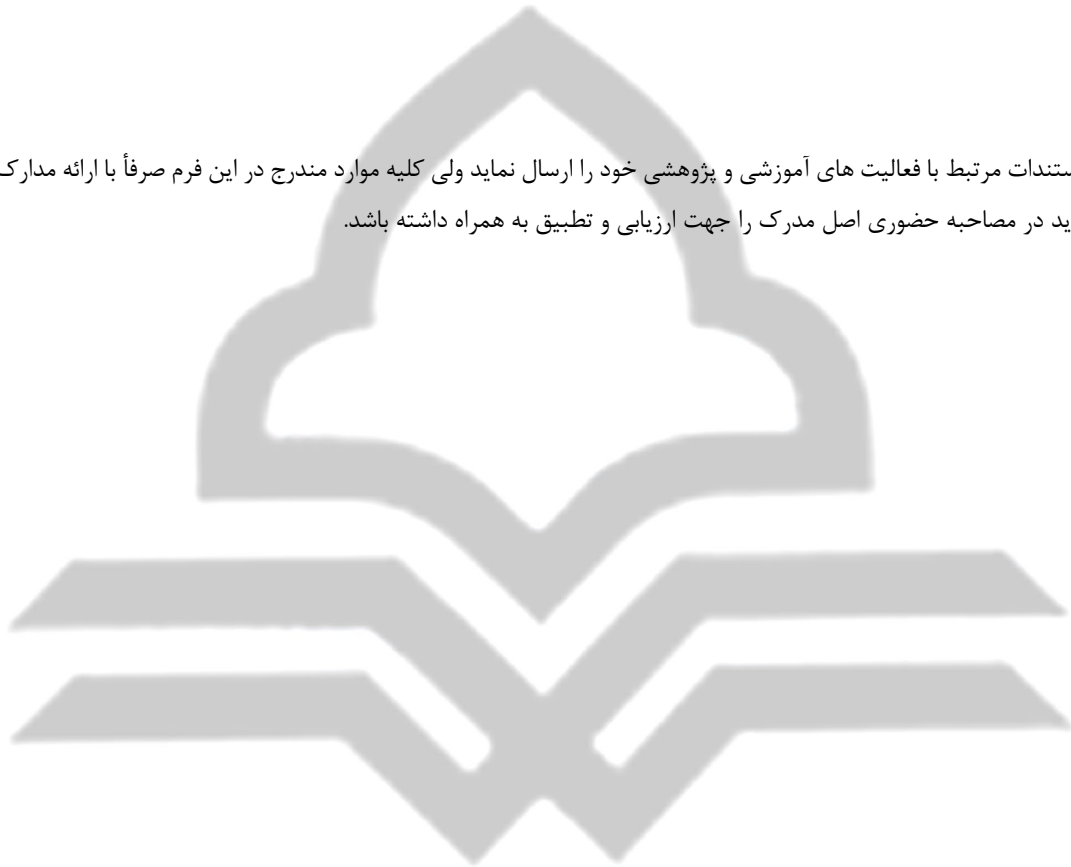 ستندات مرتبط با فعالیت های آموزشی و پژوهشی خود را ارسال نماید ولی کلیه موارد مندرج در این فرم صرفأ با ارائه مدارک
ید در مصاحبه حضوری اصل مدرک را جهت ارزیابی و تطبیق به همراه داشته باشد.